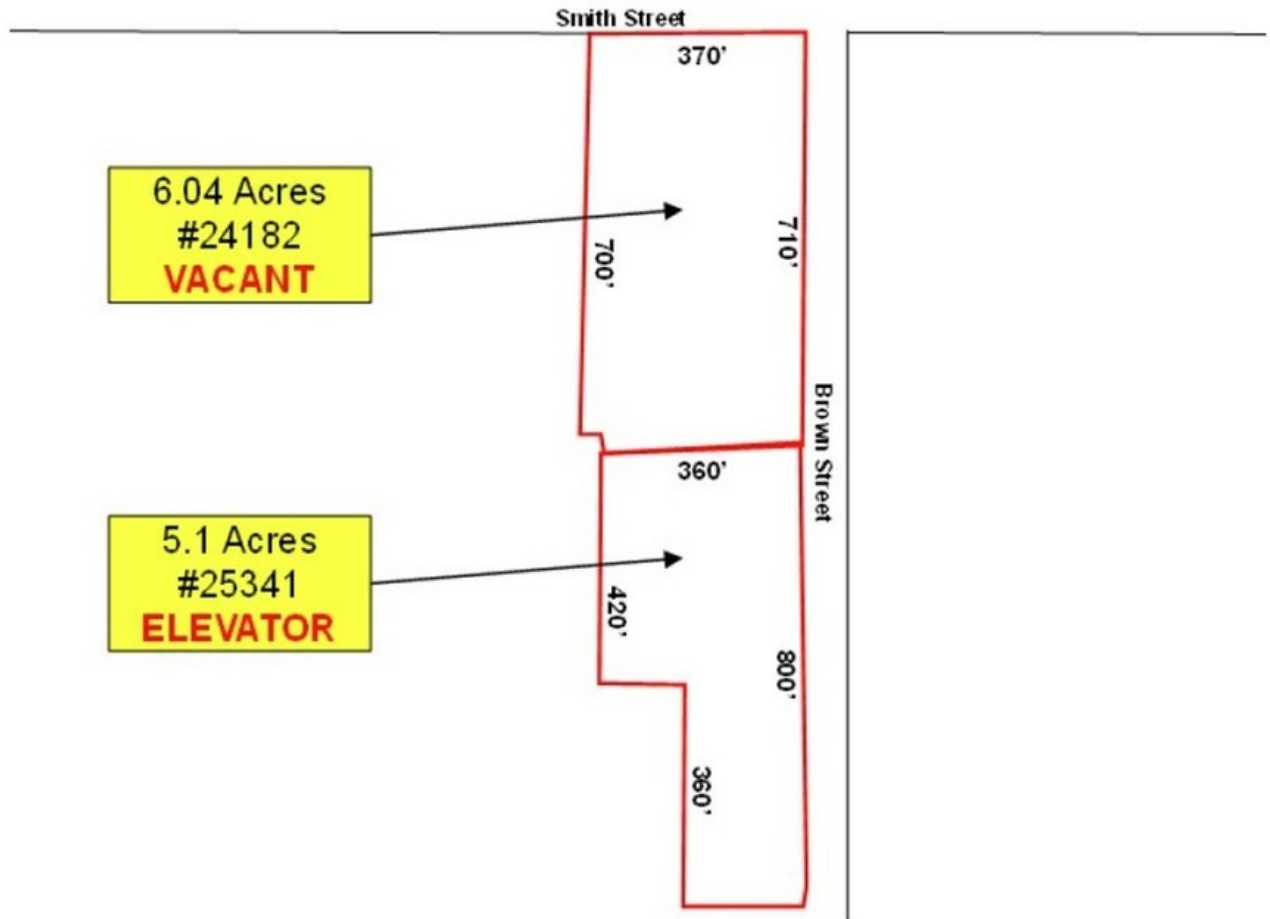 Smith Street
370'
6.04 Acres
#24182
VACANT
700'
710'
Brown Street
360'
5.1 Acres
#25341
ELEVATOR
420'
800'
360'